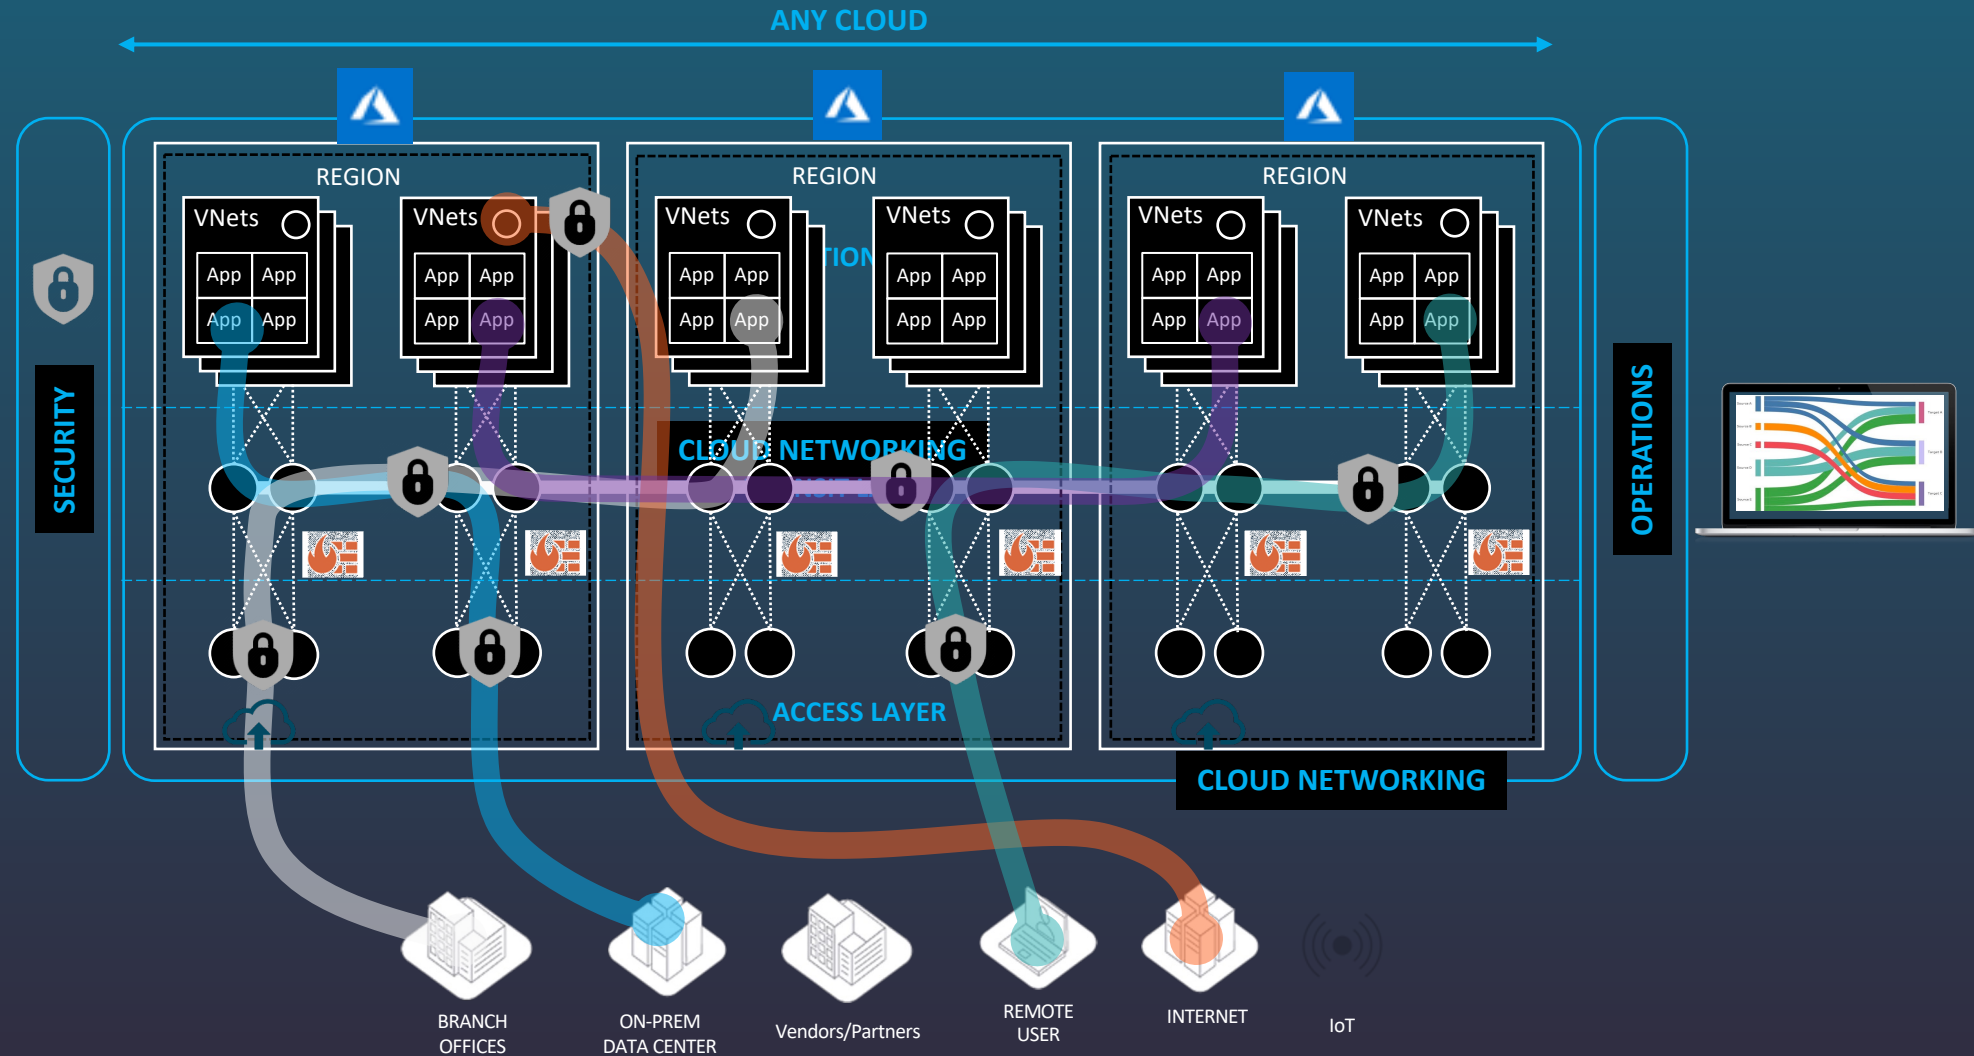 ANY CLOUD
REGION
REGION
REGION
VNets
VNets
VNets
VNets
VNets
VNets
App App
App App
App App
App App
App App
App App
App App
App App
App App
App App
App App
App App
SECURITY
CLOUD NETWORKING
OPERATIONS
ACCESS LAYER
CLOUD NETWORKING
BRANCH
OFFICES
ON-PREM
DATA CENTER
Vendors/Partners
REMOTE
USER
INTERNET
IoT